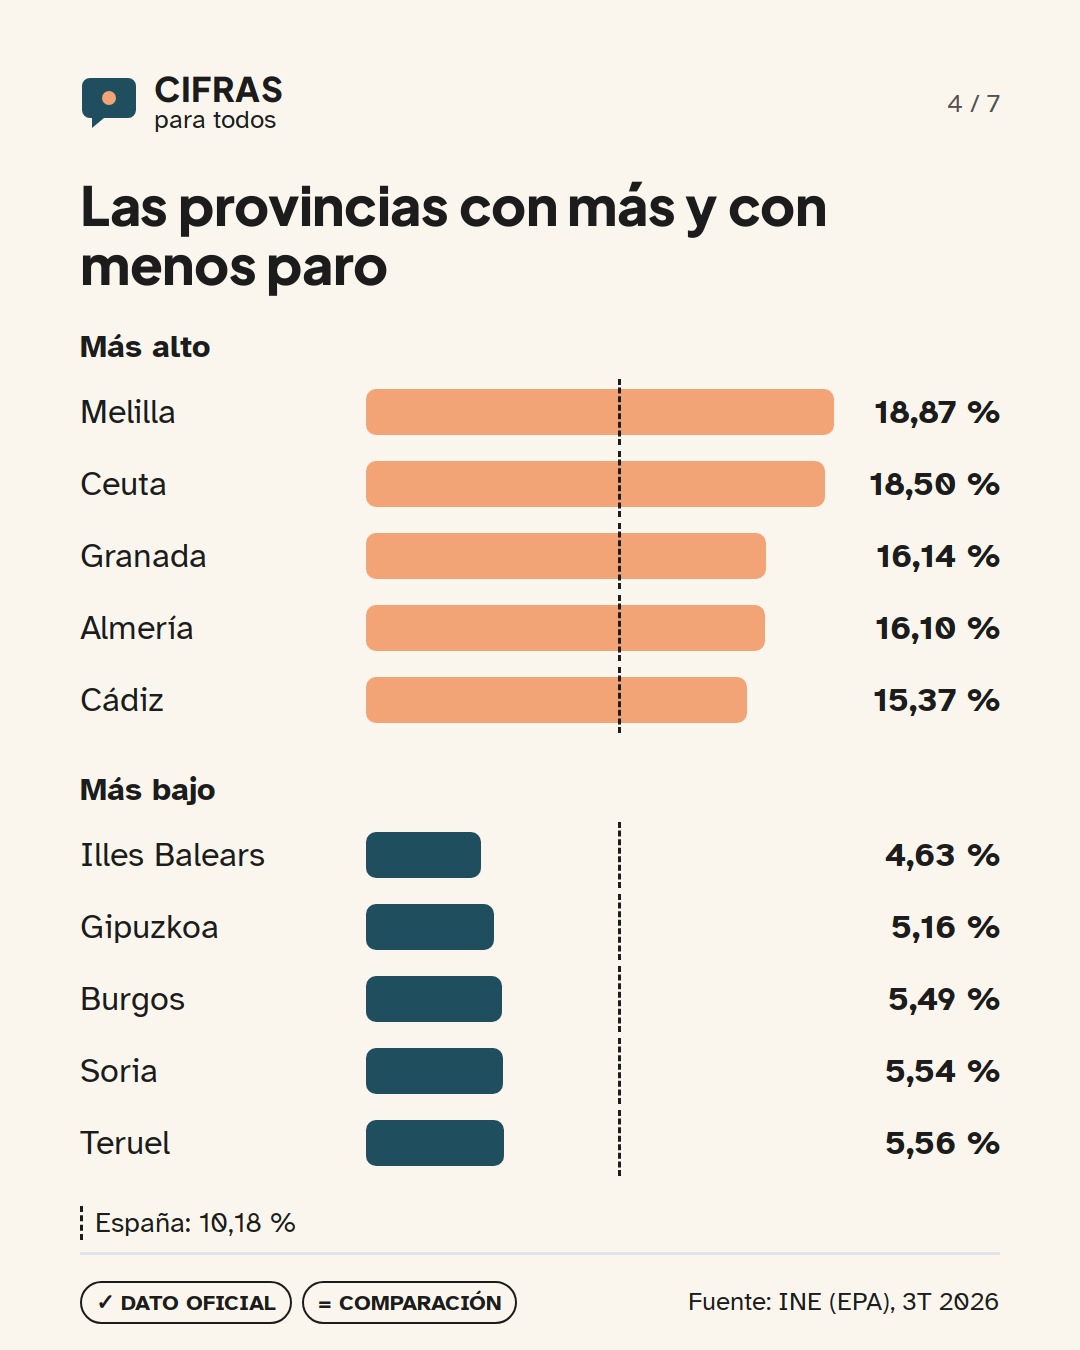 CIFRAS
para todos
4 / 7
Las provincias con más y con
menos paro
Más alto
Melilla 18,87 %
Ceuta 18,50 %
Granada 16,14 %
Almería 16,10 %
Cádiz 15,37 %
Más bajo
Illes Balears 4,63 %
Gipuzkoa 5,16 %
Burgos 5,49 %
Soria 5,54 %
Teruel 5,56 %
España: 10,18 %
✓ DATO OFICIAL = COMPARACIÓN Fuente: INE (EPA), 3T 2026